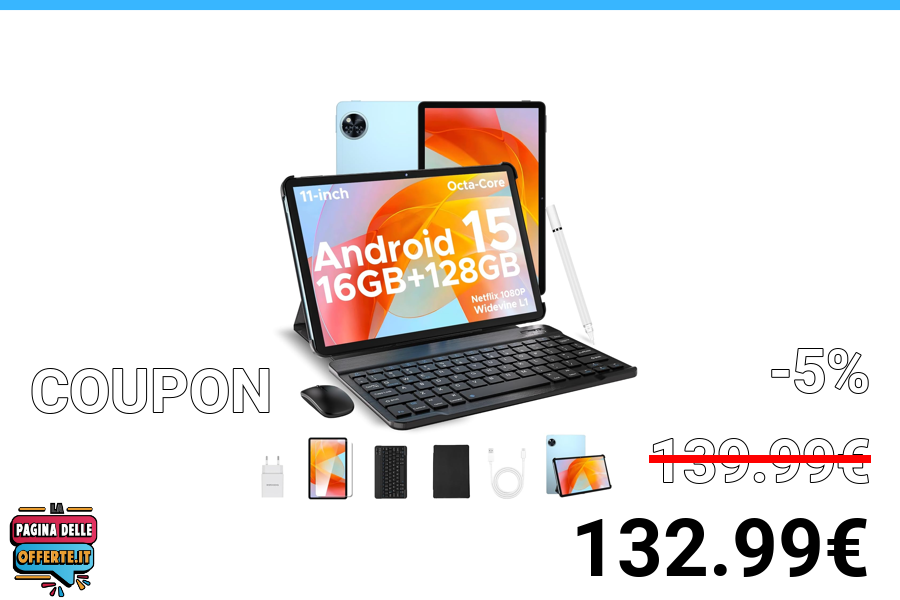 11-inch
Octa-Core
Android 15
16GB+128GB
Netflix 1080P
Widevine L1
COUPON
-5%
139.99€
132.99€
LA
PAGINA DELLE
OFFERTE.IT